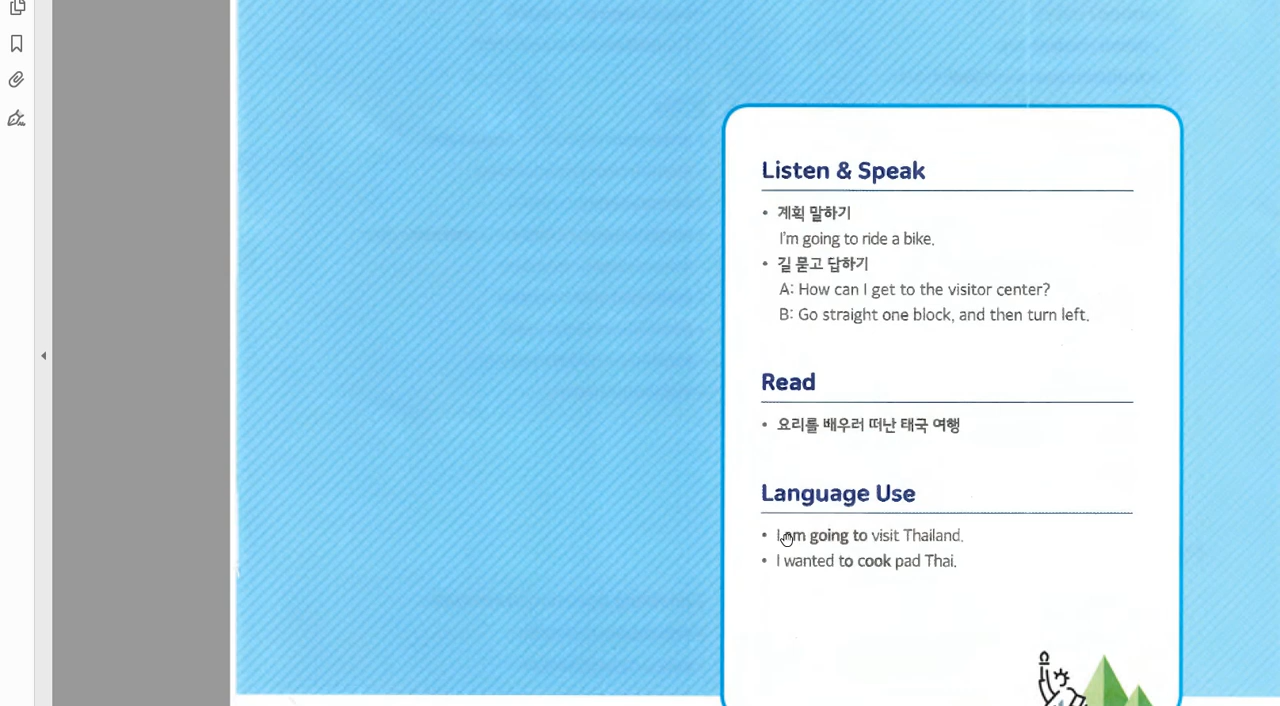 Listen & Speak
• 계획 말하기
I'm going to ride a bike.
• 길 묻고 답하기
A: How can I get to the visitor center?
B: Go straight one block, and then turn left.
Read
• 요리를 배우러 떠난 태국 여행
Language Use
• I am going to visit Thailand.
• I wanted to cook pad Thai.